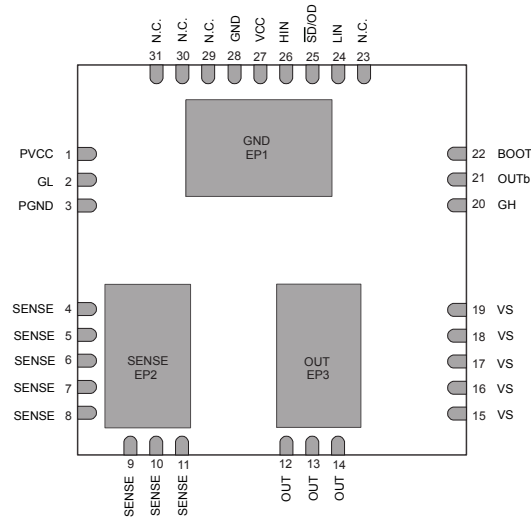 N.C.
N.C.
N.C.
GND
VCC
HIN
SD/OD
LIN
N.C.
31 30 29 28 27 26 25 24 23
GND
EP1
PVCC 1
GL 2
PGND 3
22 BOOT
21 OUTb
20 GH
SENSE 4
SENSE 5
SENSE 6
SENSE 7
SENSE 8
SENSE
EP2
OUT
EP3
19 VS
18 VS
17 VS
16 VS
15 VS
9 10 11 12 13 14
SENSE
SENSE
SENSE
OUT
OUT
OUT